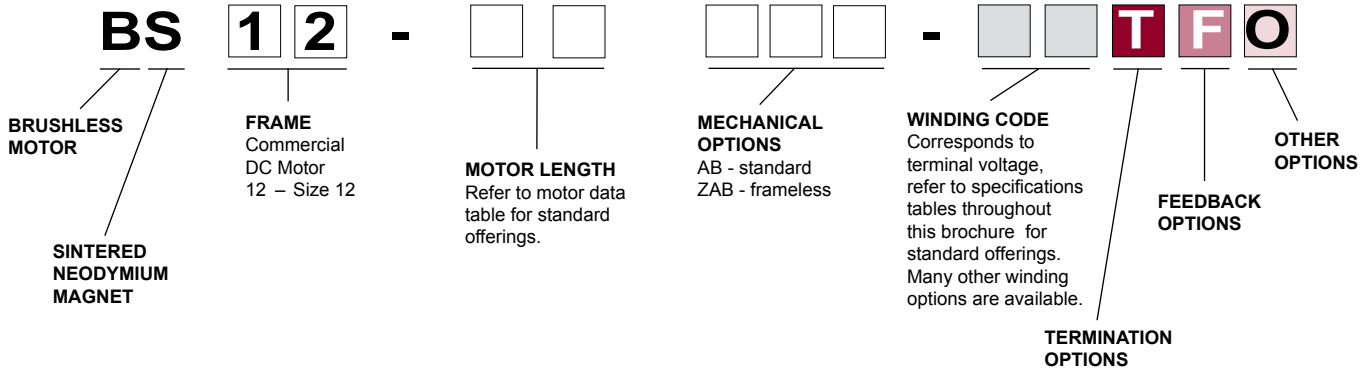 BS 12 - - TFO
BRUSHLESS
MOTOR
SINTERED
NEODYMIUM
MAGNET
FRAME
Commercial
DC Motor
12 – Size 12
MOTOR LENGTH
Refer to motor data
table for standard
offerings.
MECHANICAL
OPTIONS
AB - standard
ZAB - frameless
WINDING CODE
Corresponds to
terminal voltage,
refer to specifications
tables throughout
this brochure for
standard offerings.
Many other winding
options are available.
TERMINATION
OPTIONS
FEEDBACK
OPTIONS
OTHER
OPTIONS